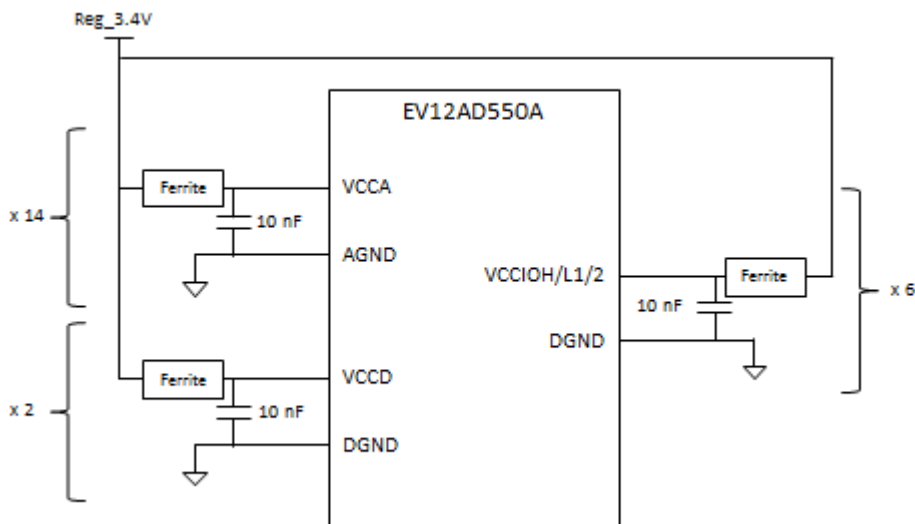 Reg_3.4V
EV12AD550A
Ferrite
VCCA
x 14
10 nF
AGND
VCCIOH/L1/2
Ferrite
x 6
10 nF
DGND
Ferrite
VCCD
x 2
10 nF
DGND